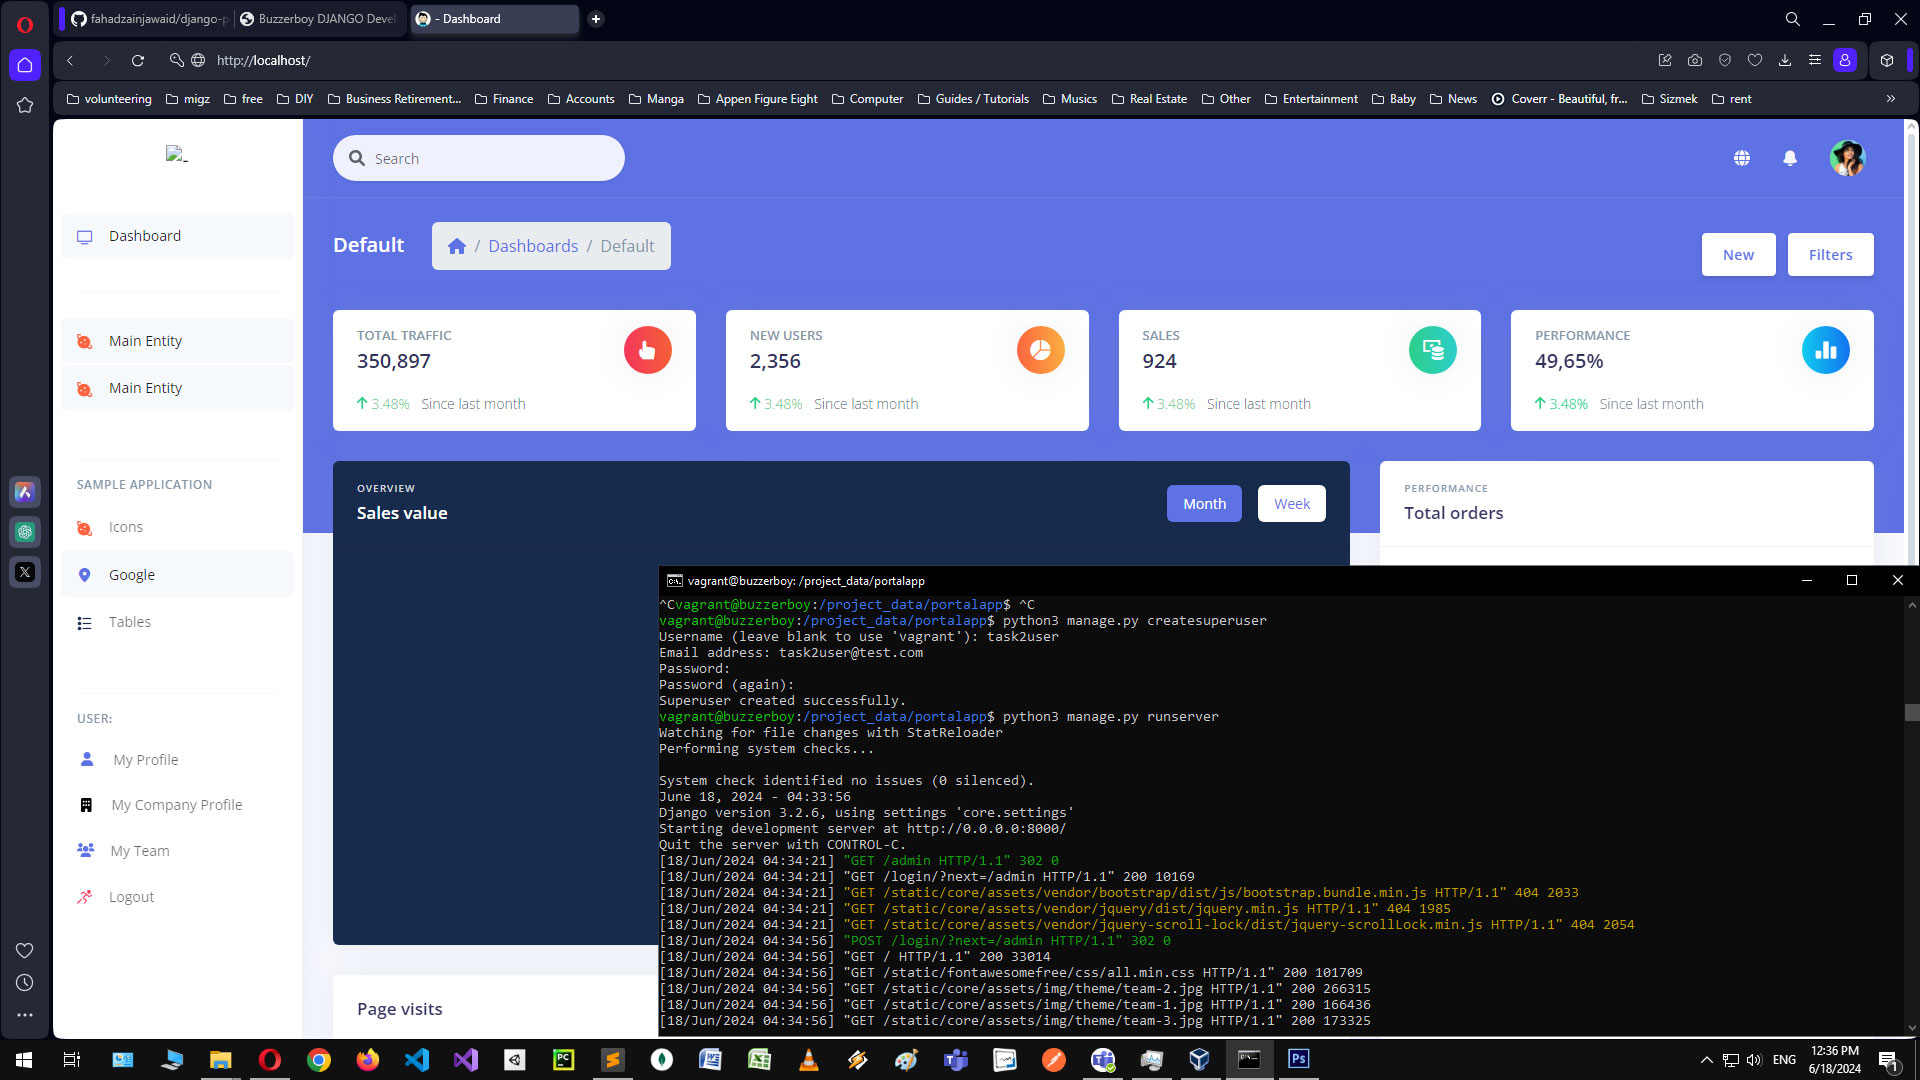 fahadzainjawaid/django-p
Buzzerboy DJANGO Deve
- Dashboard
http://localhost/
volunteering
migz
free
DIY
Business Retirement...
Finance
Accounts
Manga
Appen Figure Eight
Computer
Guides / Tutorials
Musics
Real Estate
Other
Entertainment
Baby
News
Coverr - Beautiful, fr...
Sizmek
rent
-
Search
Dashboard
Default
/ Dashboards / Default
New
Filters
Main Entity
Main Entity
TOTAL TRAFFIC
350,897
3.48% Since last month
NEW USERS
2,356
3.48% Since last month
SALES
924
3.48% Since last month
PERFORMANCE
49,65%
3.48% Since last month
SAMPLE APPLICATION
Icons
Google
Tables
USER:
My Profile
My Company Profile
My Team
Logout
OVERVIEW
Sales value
Month
Week
PERFORMANCE
Total orders
Page visits
vagrant@buzzerboy: /project_data/portalapp
^Cvagrant@buzzerboy:/project_data/portalapp$ ^C
vagrant@buzzerboy:/project_data/portalapp$ python3 manage.py createsuperuser
Username (leave blank to use 'vagrant'): task2user
Email address: task2user@test.com
Password:
Password (again):
Superuser created successfully.
vagrant@buzzerboy:/project_data/portalapp$ python3 manage.py runserver
Watching for file changes with StatReloader
Performing system checks...
System check identified no issues (0 silenced).
June 18, 2024 - 04:33:56
Django version 3.2.6, using settings 'core.settings'
Starting development server at http://0.0.0.0:8000/
Quit the server with CONTROL-C.
[18/Jun/2024 04:34:21] "GET /admin HTTP/1.1" 302 0
[18/Jun/2024 04:34:21] "GET /login/?next=/admin HTTP/1.1" 200 10169
[18/Jun/2024 04:34:21] "GET /static/core/assets/vendor/bootstrap/dist/js/bootstrap.bundle.min.js HTTP/1.1" 404 2033
[18/Jun/2024 04:34:21] "GET /static/core/assets/vendor/jquery/dist/jquery.min.js HTTP/1.1" 404 1985
[18/Jun/2024 04:34:21] "GET /static/core/assets/vendor/jquery-scroll-lock/dist/jquery-scrollLock.min.js HTTP/1.1" 404 2054
[18/Jun/2024 04:34:56] "POST /login/?next=/admin HTTP/1.1" 302 0
[18/Jun/2024 04:34:56] "GET / HTTP/1.1" 200 33014
[18/Jun/2024 04:34:56] "GET /static/fontawesomefree/css/all.min.css HTTP/1.1" 200 101709
[18/Jun/2024 04:34:56] "GET /static/core/assets/img/theme/team-2.jpg HTTP/1.1" 200 266315
[18/Jun/2024 04:34:56] "GET /static/core/assets/img/theme/team-1.jpg HTTP/1.1" 200 166436
[18/Jun/2024 04:34:56] "GET /static/core/assets/img/theme/team-3.jpg HTTP/1.1" 200 173325
ENG
12:36 PM
6/18/2024
1